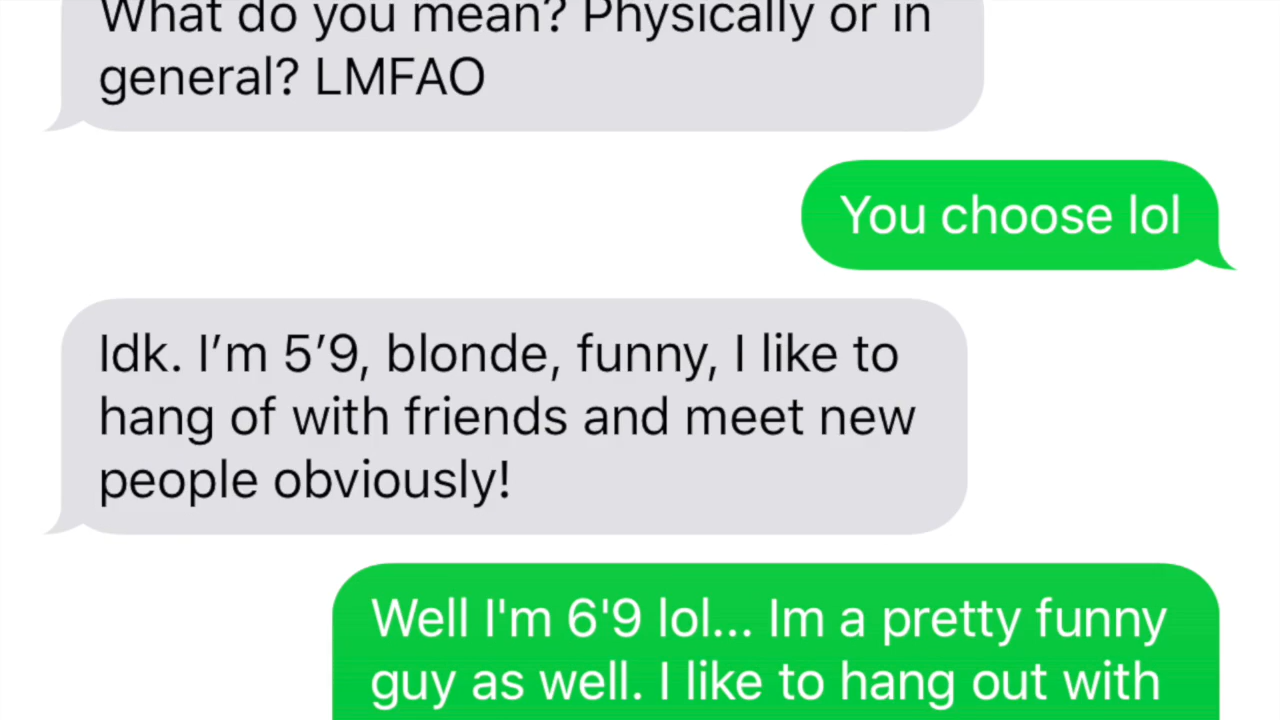 What do you mean? Physically or in
general? LMFAO
You choose lol
Idk. I’m 5’9, blonde, funny, I like to
hang of with friends and meet new
people obviously!
Well I'm 6'9 lol... Im a pretty funny
guy as well. I like to hang out with